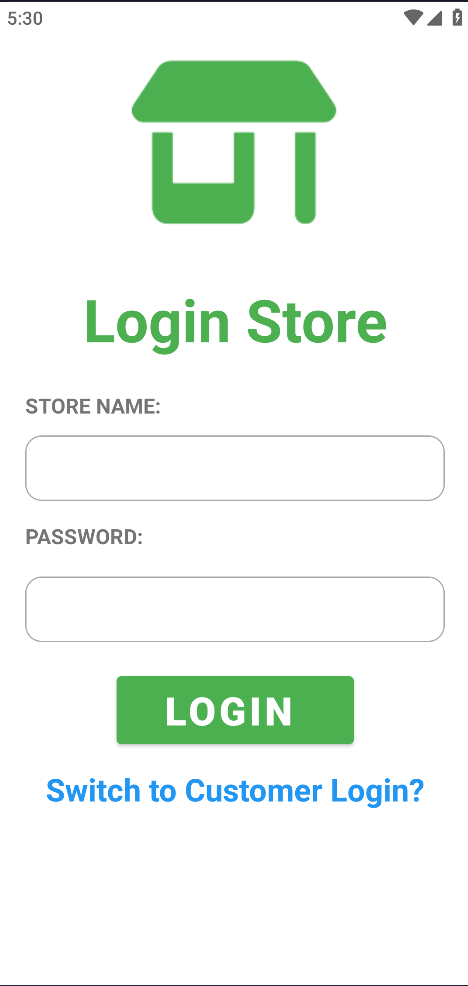 5:30
Login Store
STORE NAME:
PASSWORD:
LOGIN
Switch to Customer Login?